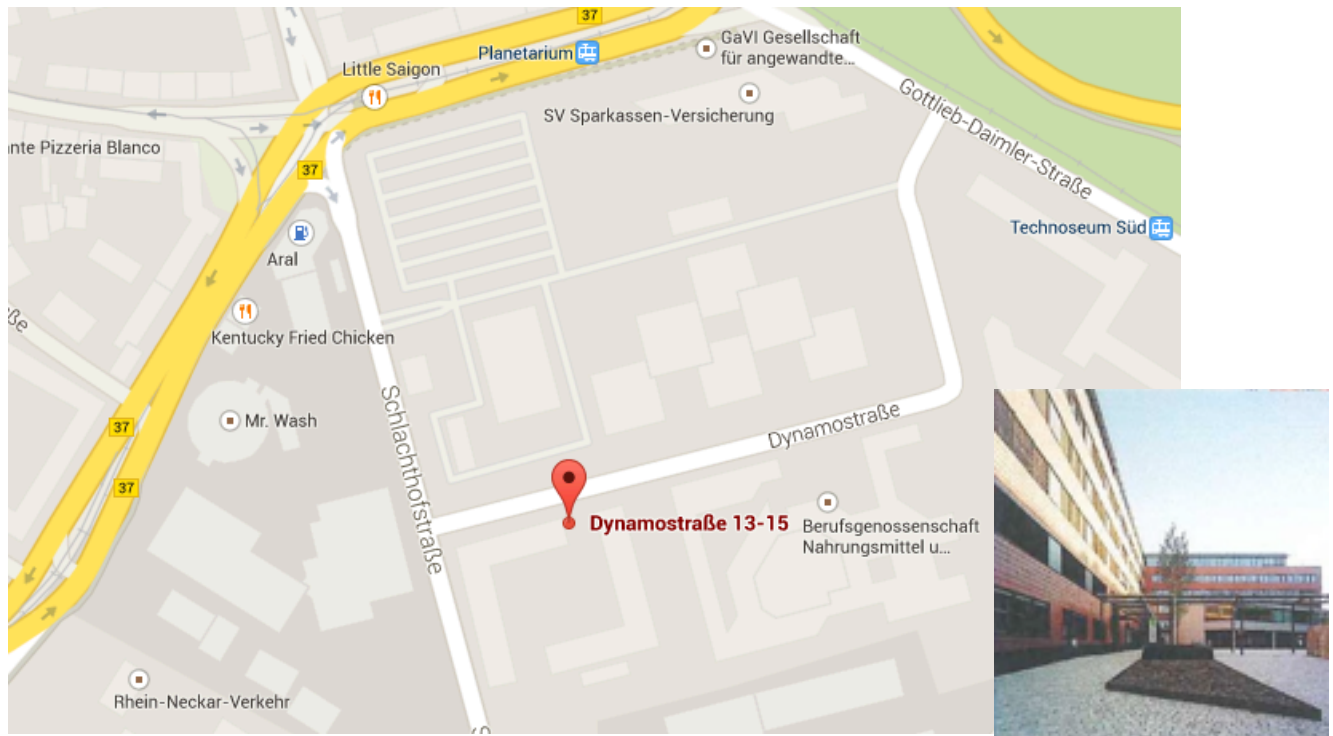 37
Planetarium
GaVI Gesellschaft
für angewandte...
Little Saigon
SV Sparkassen-Versicherung
Gottlieb-Daimler-Straße
nte Pizzeria Blanco
37
Technoseum Süd
Aral
Kentucky Fried Chicken
ße
Schlachthofstraße
Mr. Wash
37
Dynamostraße
37
Dynamostraße 13-15
Berufsgenossenschaft
Nahrungsmittel u...
Rhein-Neckar-Verkehr
S